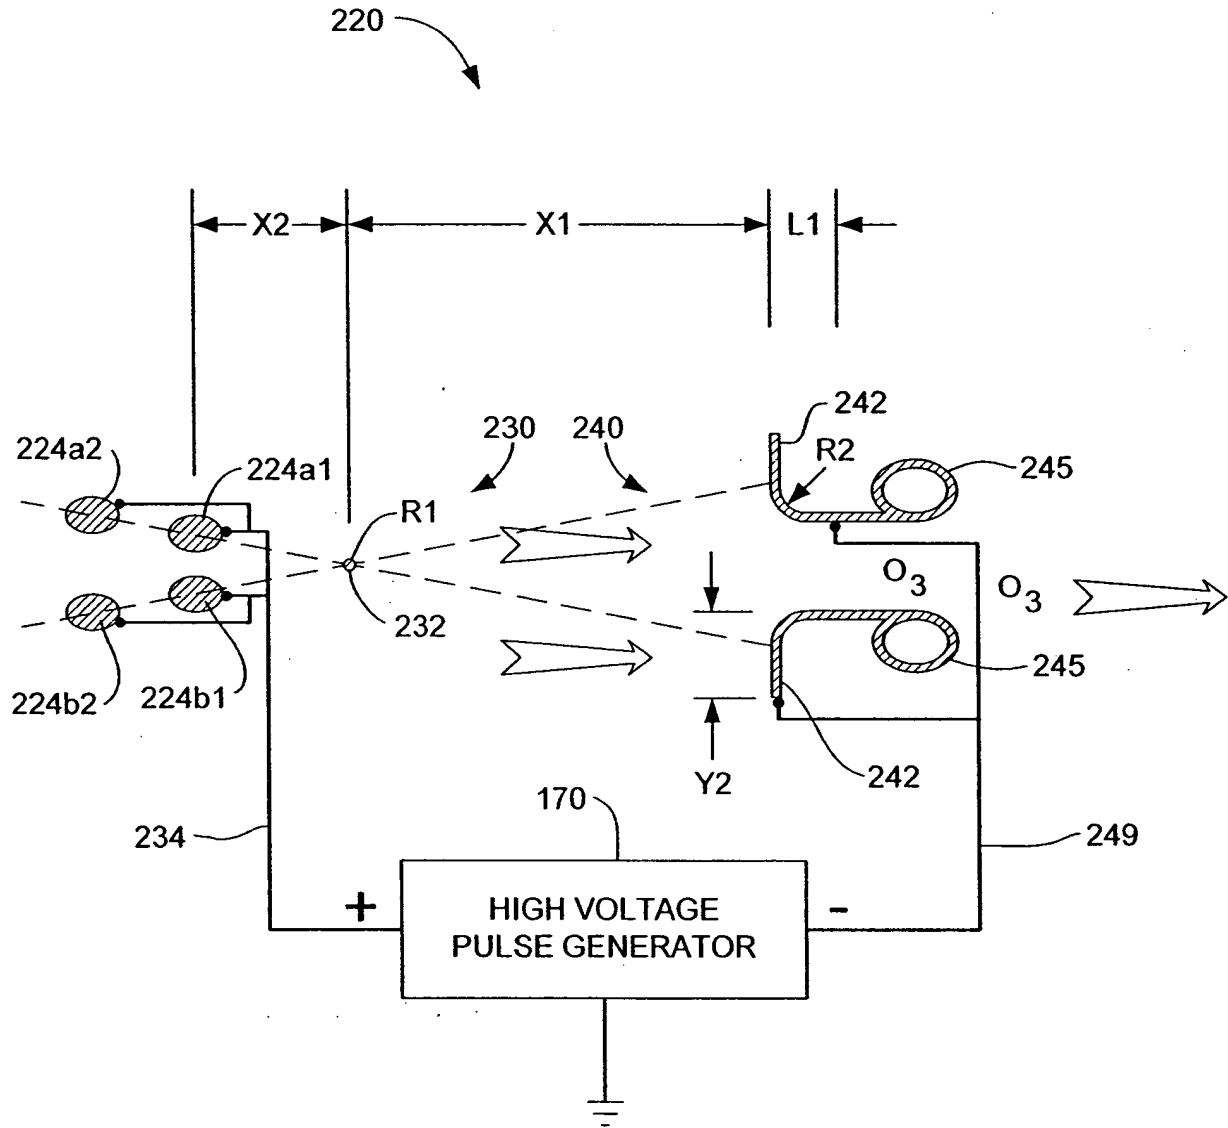 220
X2
X1
L1
242
230
240
R2
245
224a2
224a1
R1
O3
O3
232
224b2
224b1
245
Y2
242
170
234
249
+
-
HIGH VOLTAGE
PULSE GENERATOR